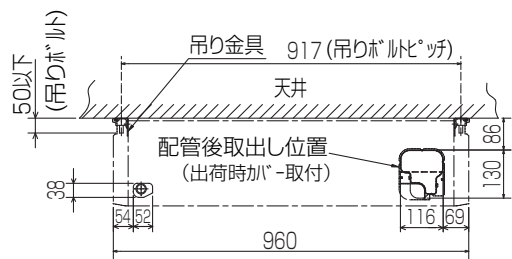 50以下
(吊りボルト)
吊り金具
917(吊りボルトピッチ)
天井
配管後取出し位置
(出荷時カバー取付)
86
130
38
54
52
116
69
960